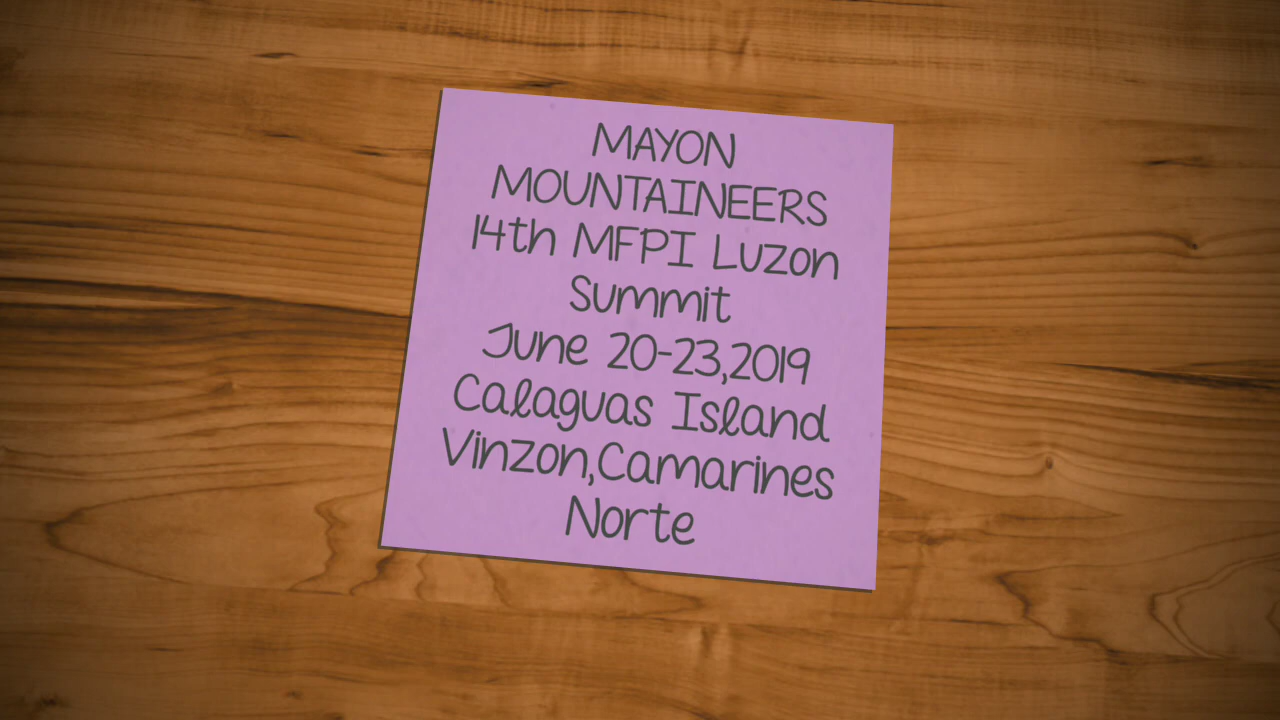 MAYON
MOUNTAINEERS
14th MFPI Luzon
Summit
June 20-23,2019
Calaguas Island
Vinzon,Camarines
Norte